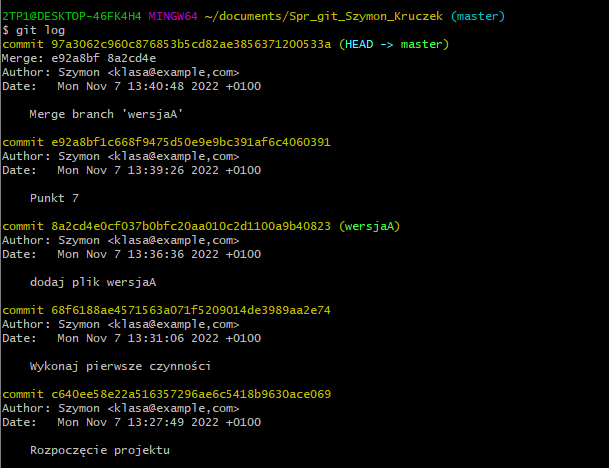 2TP1@DESKTOP-46FK4H4 MINGW64 ~/documents/Spr_git_Szymon_Kruczek (master)
$ git log
commit 97a3062c960c876853b5cd82ae3856371200533a (HEAD -> master)
Merge: e92a8bf 8a2cd4e
Author: Szymon <klasa@example,com>
Date:   Mon Nov 7 13:40:48 2022 +0100
    Merge branch 'wersjaA'
commit e92a8bf1c668f9475d50e9e9bc391af6c4060391
Author: Szymon <klasa@example,com>
Date:   Mon Nov 7 13:39:26 2022 +0100
    Punkt 7
commit 8a2cd4e0cf037b0bfc20aa010c2d1100a9b40823 (wersjaA)
Author: Szymon <klasa@example,com>
Date:   Mon Nov 7 13:36:36 2022 +0100
    dodaj plik wersjaA
commit 68f6188ae4571563a071f5209014de3989aa2e74
Author: Szymon <klasa@example,com>
Date:   Mon Nov 7 13:31:06 2022 +0100
    Wykonaj pierwsze czynności
commit c640ee58e22a516357296ae6c5418b9630ace069
Author: Szymon <klasa@example,com>
Date:   Mon Nov 7 13:27:49 2022 +0100
    Rozpoczęcie projektu